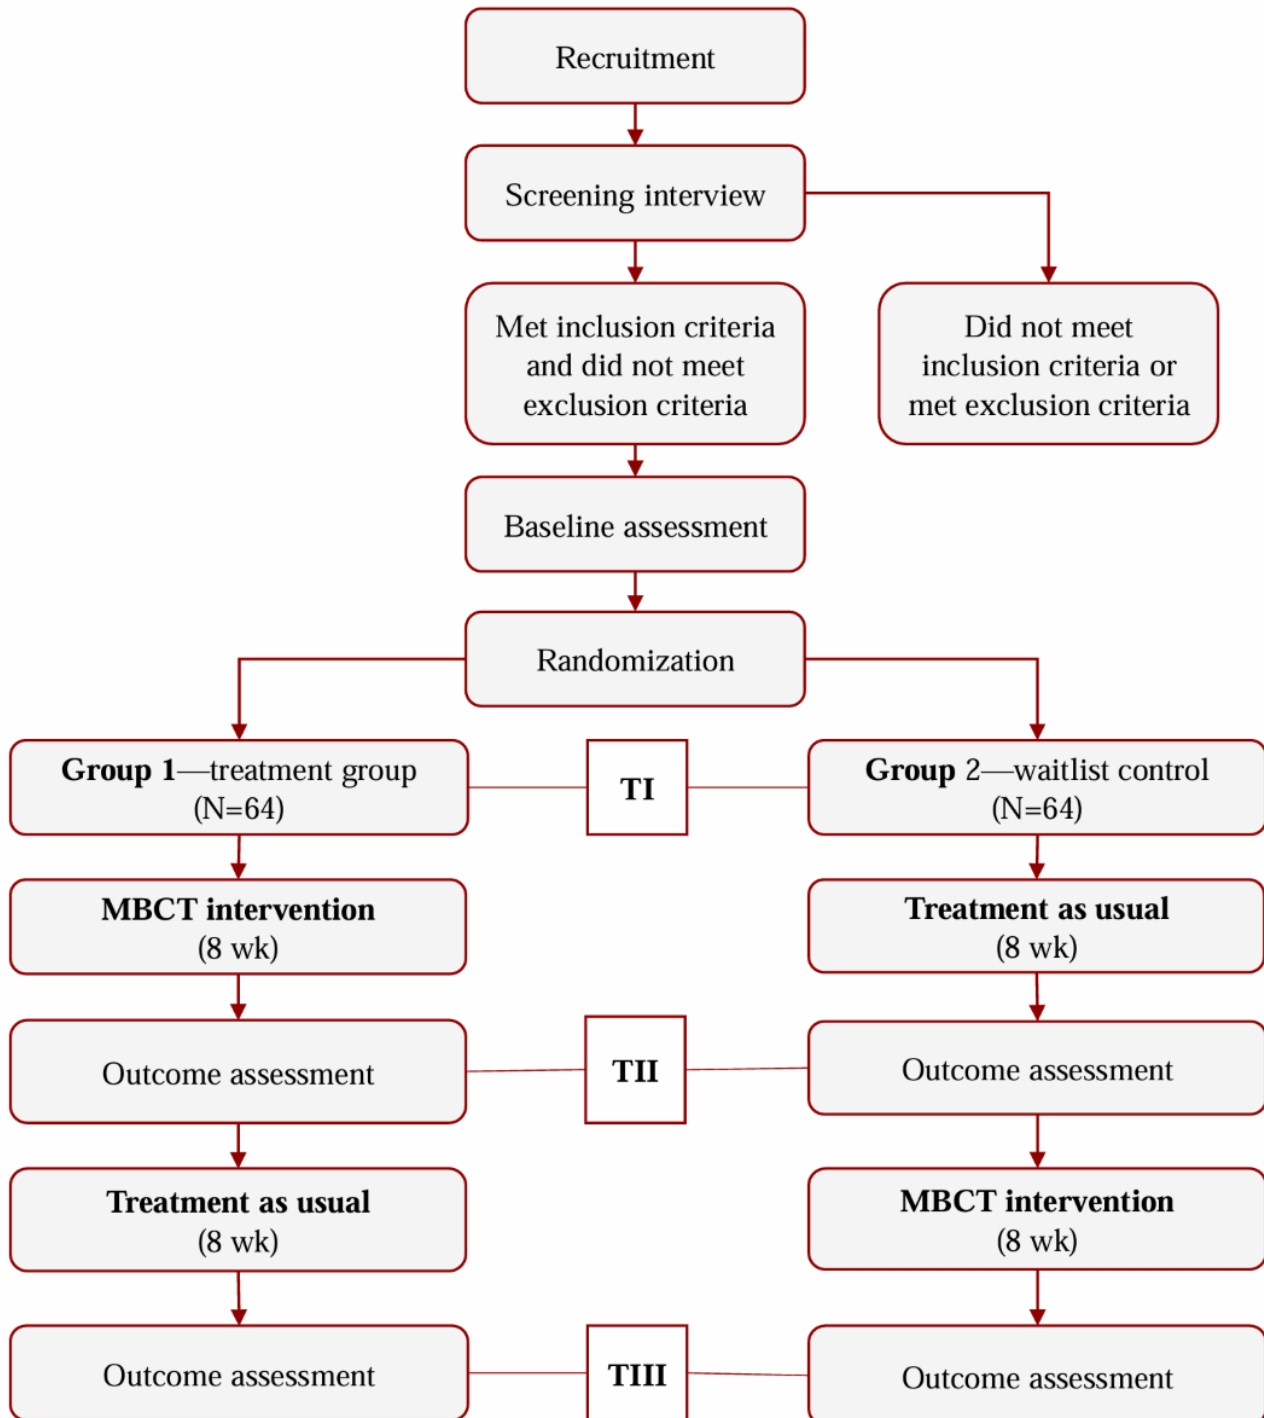 Recruitment
Screening interview
Met inclusion criteria
and did not meet
exclusion criteria
Did not meet
inclusion criteria or
met exclusion criteria
Baseline assessment
Randomization
Group 1—treatment group
(N=64)
TI
Group 2—waitlist control
(N=64)
MBCT intervention
(8 wk)
Treatment as usual
(8 wk)
Outcome assessment
TII
Outcome assessment
Treatment as usual
(8 wk)
MBCT intervention
(8 wk)
Outcome assessment
TIII
Outcome assessment